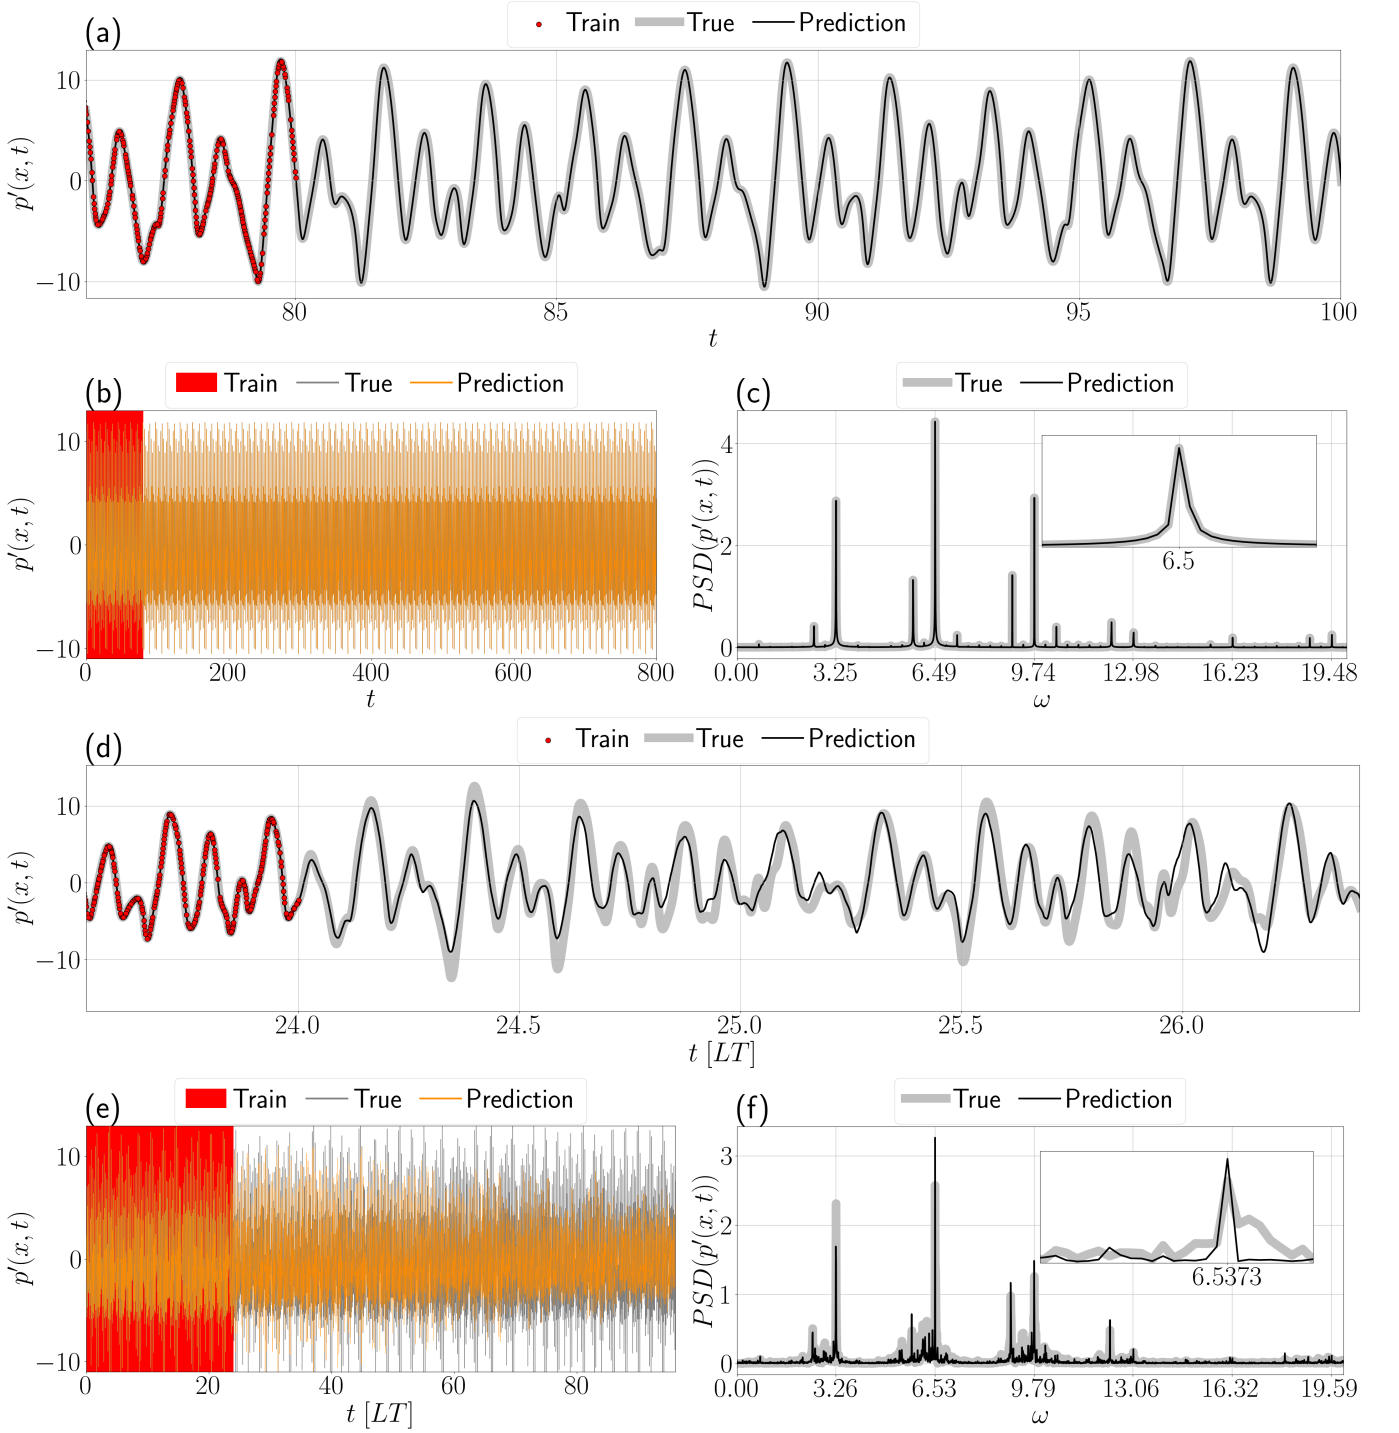 (a)
Train True Prediction
p′(x, t)
10
0
−10
80 85 90 95 100
t
(b)
Train True Prediction
p′(x, t)
10
0
−10
0 200 400 600 800
t
(c)
True Prediction
PSD(p′(x, t))
4
2
0
6.5
0.00 3.25 6.49 9.74 12.98 16.23 19.48
ω
(d)
Train True Prediction
p′(x, t)
10
0
−10
24.0 24.5 25.0 25.5 26.0
t [LT]
(e)
Train True Prediction
p′(x, t)
10
0
−10
0 20 40 60 80
t [LT]
(f)
True Prediction
PSD(p′(x, t))
3
2
1
0
6.5373
0.00 3.26 6.53 9.79 13.06 16.32 19.59
ω